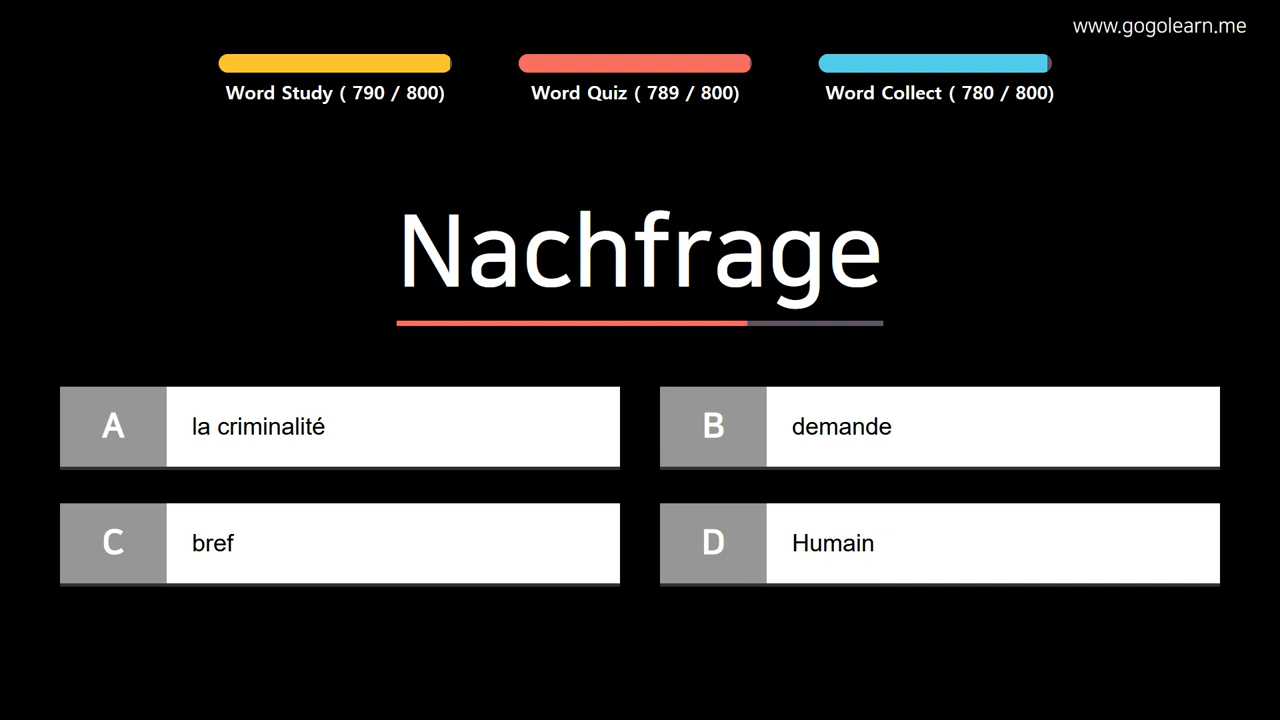 www.gogolearn.me
Word Study ( 790 / 800)
Word Quiz ( 789 / 800)
Word Collect ( 780 / 800)
Nachfrage
A
la criminalité
B
demande
C
bref
D
Humain